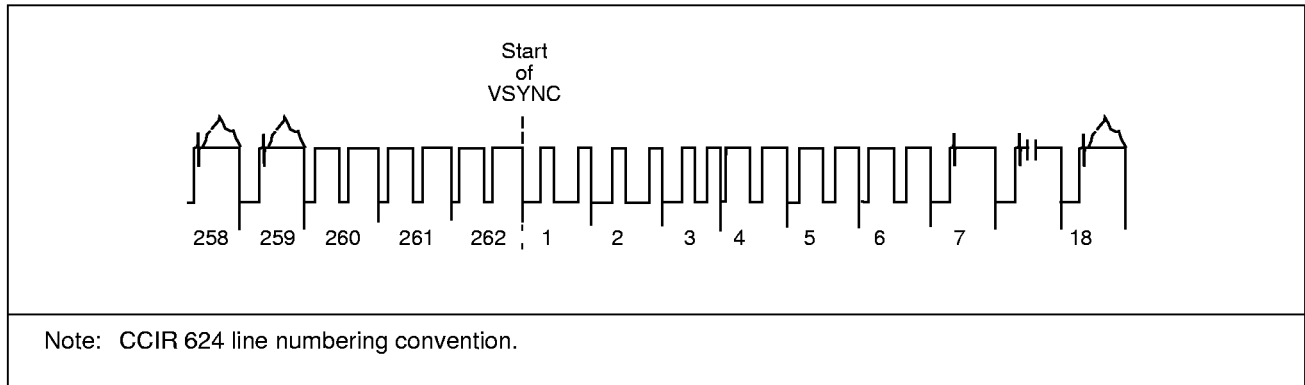 Start
of
VSYNC
258 259 260 261 262 1 2 3 4 5 6 7 18
Note: CCIR 624 line numbering convention.